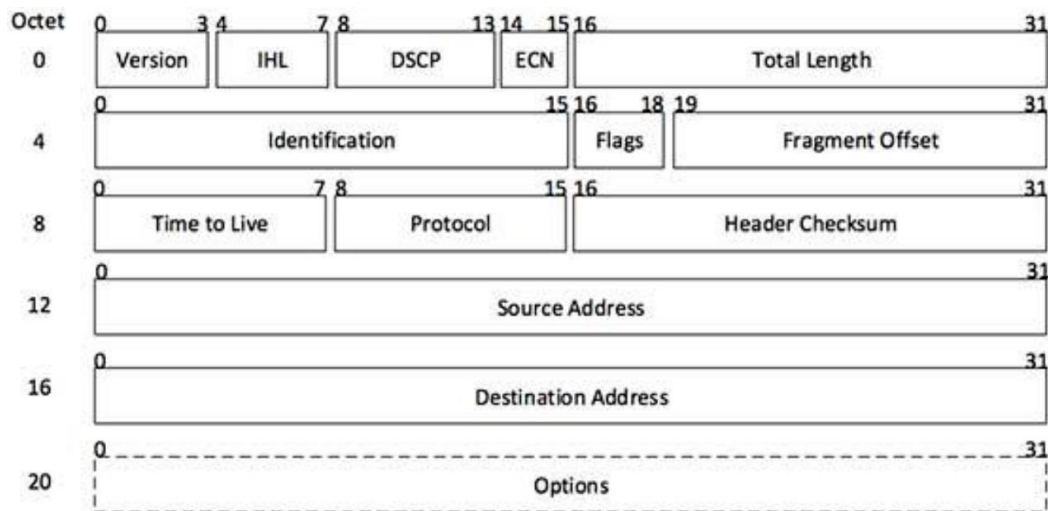 Octet 0 3 4 7 8 13 14 15 16 31
0 Version IHL DSCP ECN Total Length
0 15 16 18 19 31
4 Identification Flags Fragment Offset
0 7 8 15 16 31
8 Time to Live Protocol Header Checksum
0 31
12 Source Address
0 31
16 Destination Address
0 31
20 Options